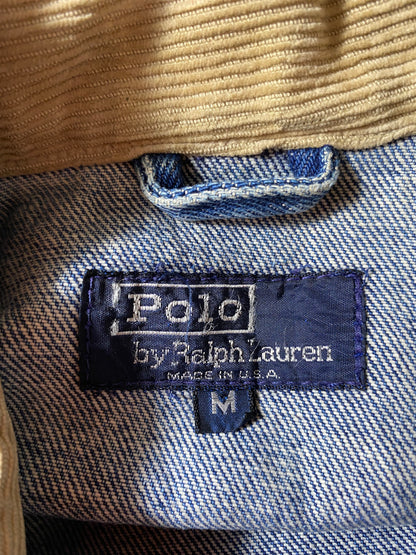 Polo
by Ralph Lauren
MADE IN U.S.A.
M